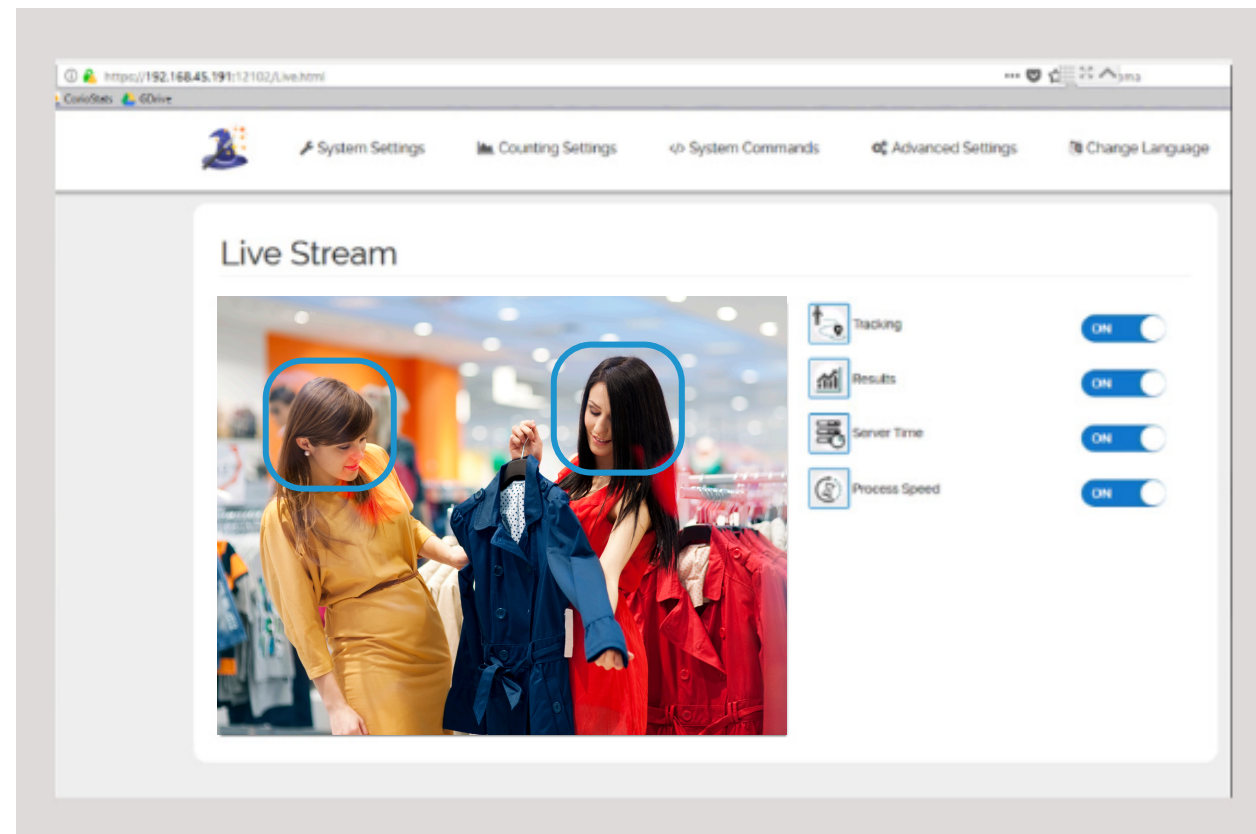 https://192.168.45.191:12102/Live.html
CorioStats GDrive
System Settings Counting Settings System Commands Advanced Settings Change Language
Live Stream
Tracking ON
Results ON
Server Time ON
Process Speed ON